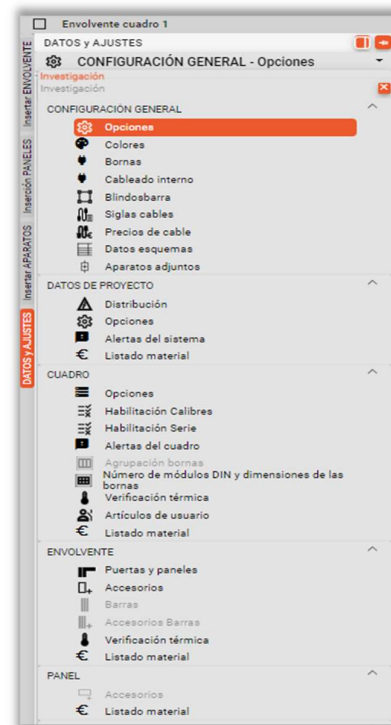 Envolvente cuadro 1
DATOS y AJUSTES
CONFIGURACIÓN GENERAL - Opciones
Investigación
Investigación
CONFIGURACIÓN GENERAL
Opciones
Colores
Bornas
Cableado interno
Blindosbarra
Siglas cables
Precios de cable
Datos esquemas
Aparatos adjuntos
DATOS DE PROYECTO
Distribución
Opciones
Alertas del sistema
Listado material
CUADRO
Opciones
Habilitación Calibres
Habilitación Serie
Alertas del cuadro
Agrupación bornas
Número de módulos DIN y dimensiones de las
bornas
Verificación térmica
Artículos de usuario
Listado material
ENVOLVENTE
Puertas y paneles
Accesorios
Barras
Accesorios Barras
Verificación térmica
Listado material
PANEL
Accesorios
Listado material
Insertar ENVOLVENTE
Inserción PANELES
Insertar APARATOS
DATOS y AJUSTES